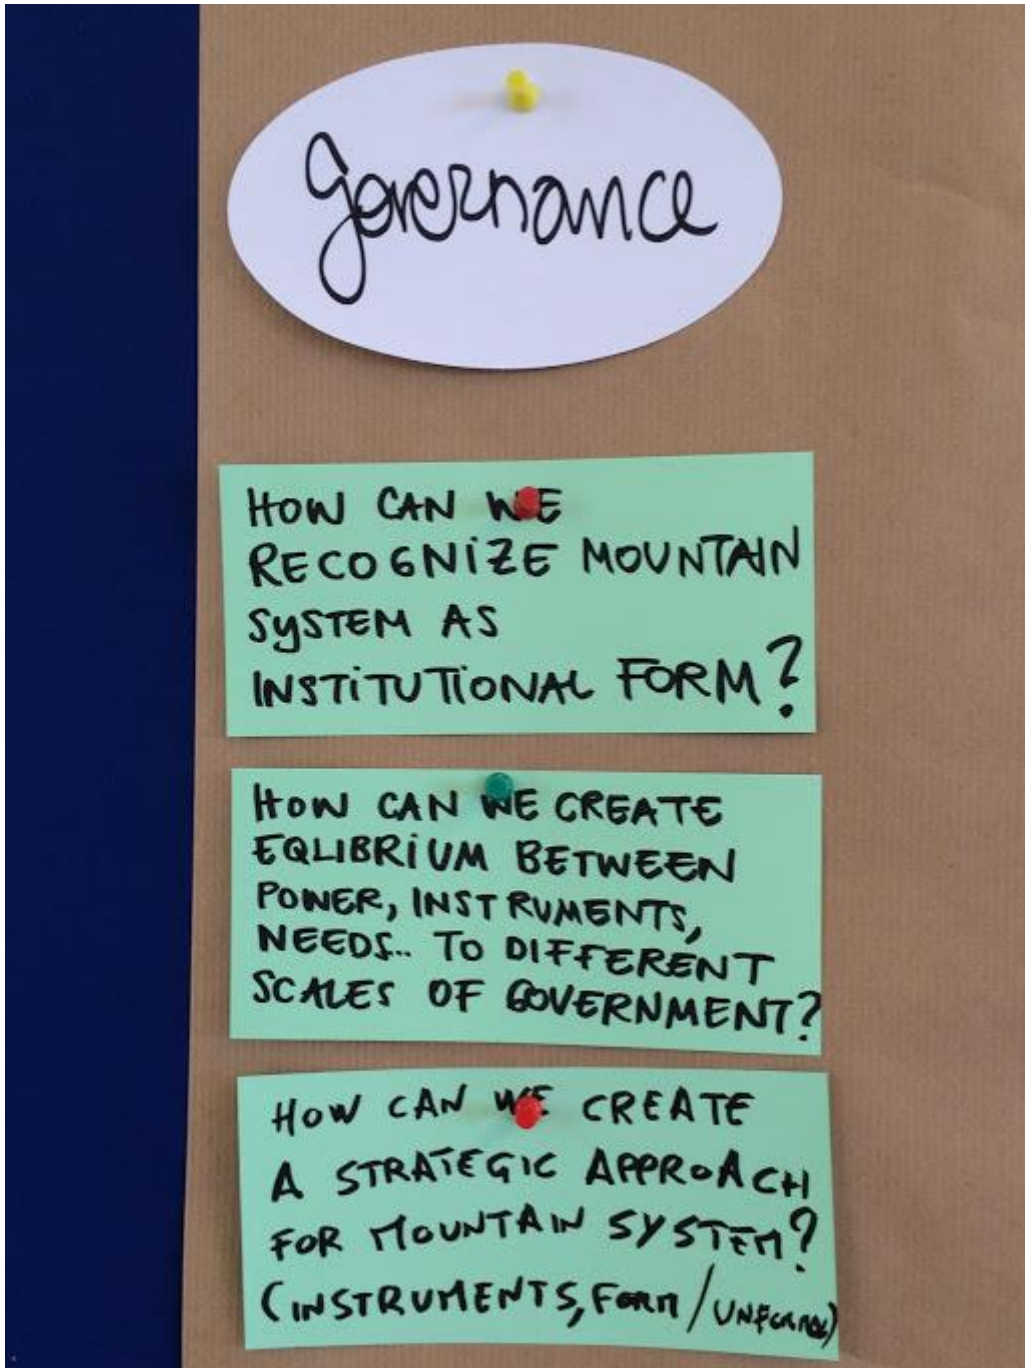 Governance
HOW CAN WE
RECOGNIZE MOUNTAIN
SYSTEM AS
INSTITUTIONAL FORM?
HOW CAN WE CREATE
EQLIBRIUM BETWEEN
POWER, INSTRUMENTS,
NEEDS.. TO DIFFERENT
SCALES OF GOVERNMENT?
HOW CAN WE CREATE
A STRATEGIC APPROACH
FOR MOUNTAIN SYSTEM?
(INSTRUMENTS, FORM /